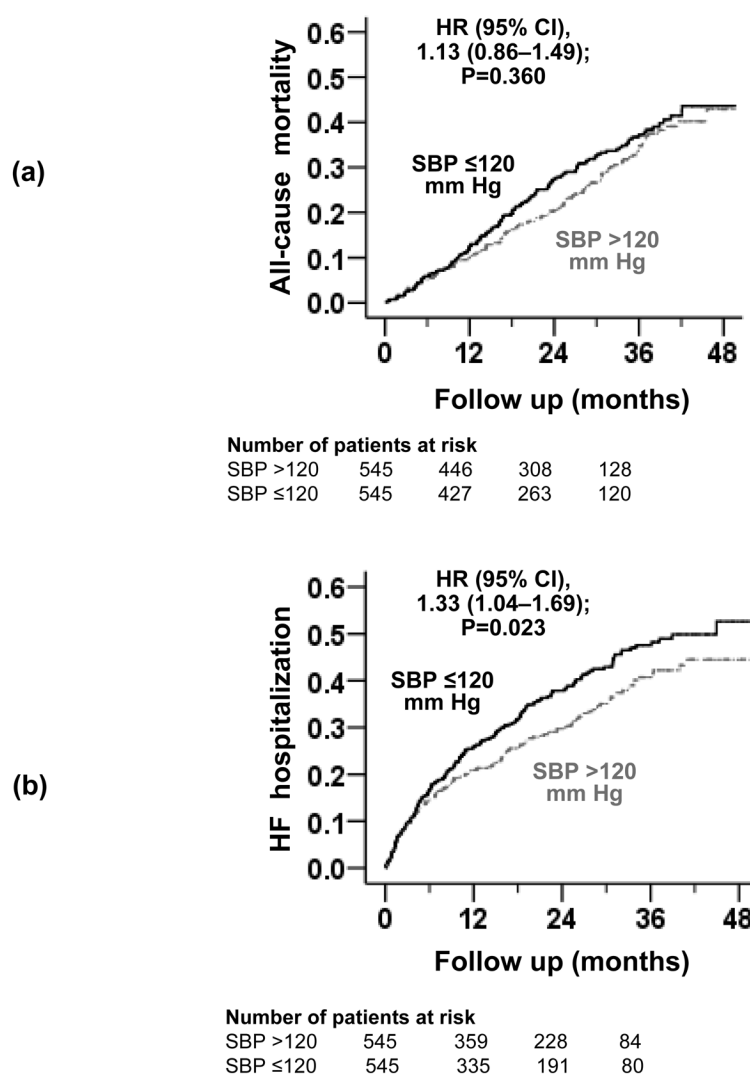 (a)
All-cause mortality
0.6
0.5
0.4
0.3
0.2
0.1
0.0
HR (95% CI),
1.13 (0.86–1.49);
P=0.360
SBP ≤120
mm Hg
SBP >120
mm Hg
0 12 24 36 48
Follow up (months)
Number of patients at risk
SBP >120 545 446 308 128
SBP ≤120 545 427 263 120
(b)
HF hospitalization
0.6
0.5
0.4
0.3
0.2
0.1
0.0
HR (95% CI),
1.33 (1.04–1.69);
P=0.023
SBP ≤120
mm Hg
SBP >120
mm Hg
0 12 24 36 48
Follow up (months)
Number of patients at risk
SBP >120 545 359 228 84
SBP ≤120 545 335 191 80